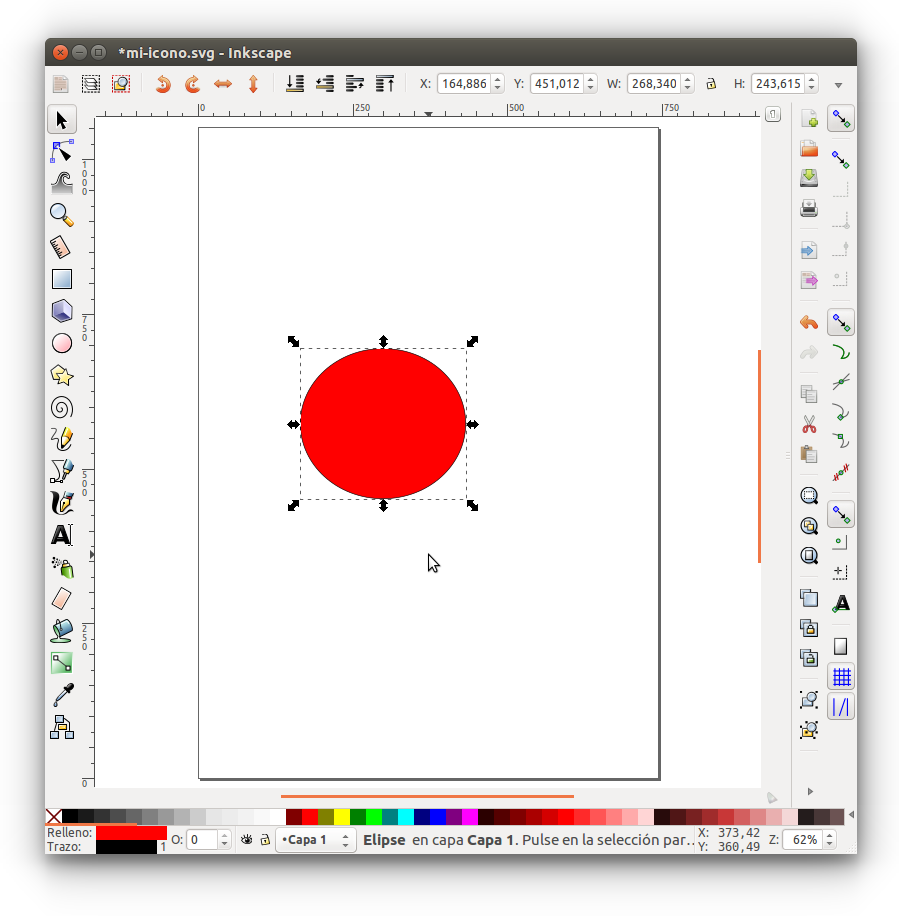 *mi-icono.svg - Inkscape
X: 164,886 Y: 451,012 W: 268,340 H: 243,615
0 250 500 750
1000
750
500
250
0
Relleno: O: 0 •Capa 1 Elipse en capa Capa 1. Pulse en la selección par… X: 373,42 Z: 62%
Trazo: 1 Y: 360,49